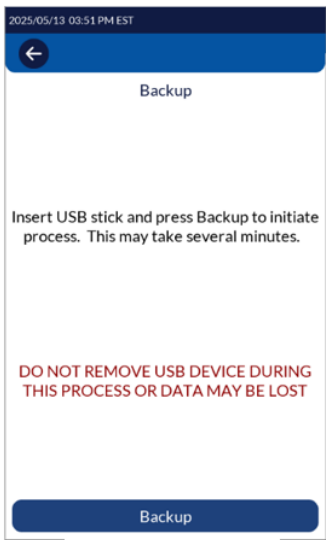 2025/05/13 03:51 PM EST
Backup
Insert USB stick and press Backup to initiate
process. This may take several minutes.
DO NOT REMOVE USB DEVICE DURING
THIS PROCESS OR DATA MAY BE LOST
Backup